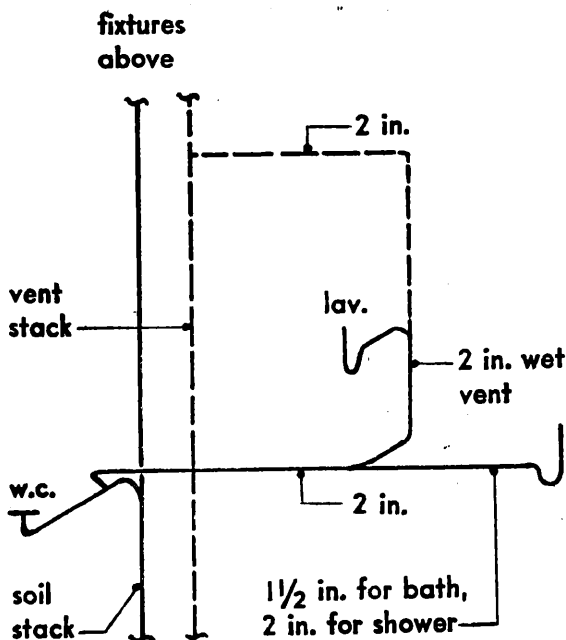 fixtures
above
2 in.
vent
stack
lav.
2 in. wet
vent
w.c.
2 in.
soil
stack
1½ in. for bath,
2 in. for shower